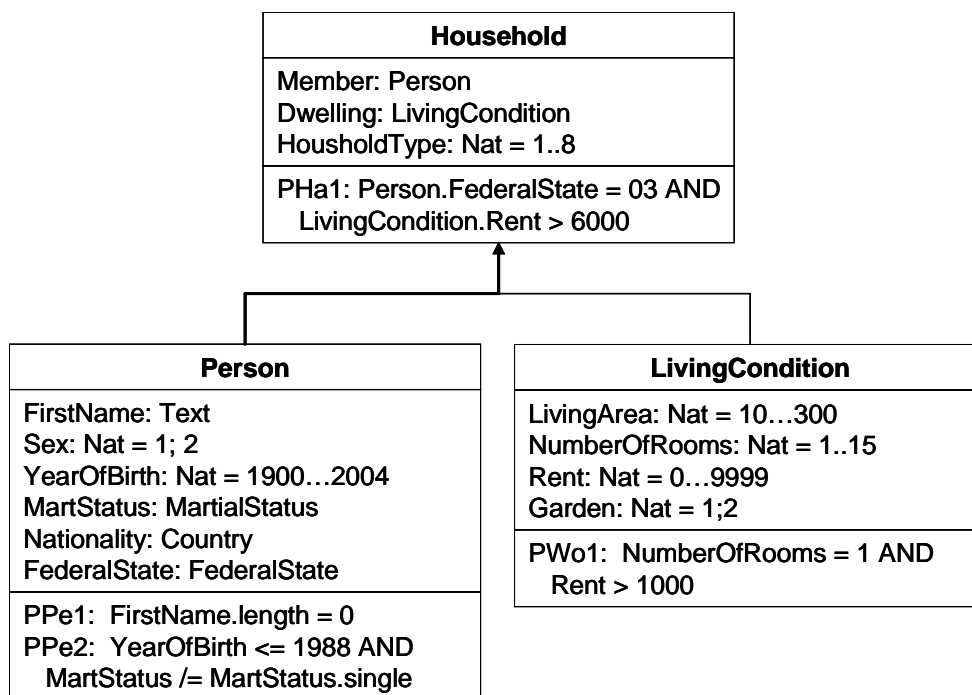 Household
Member: Person
Dwelling: LivingCondition
HousholdType: Nat = 1..8
PHa1: Person.FederalState = 03 AND
LivingCondition.Rent > 6000
Person
FirstName: Text
Sex: Nat = 1; 2
YearOfBirth: Nat = 1900...2004
MartStatus: MartialStatus
Nationality: Country
FederalState: FederalState
PPe1: FirstName.length = 0
PPe2: YearOfBirth <= 1988 AND
MartStatus /= MartStatus.single
LivingCondition
LivingArea: Nat = 10...300
NumberOfRooms: Nat = 1..15
Rent: Nat = 0...9999
Garden: Nat = 1;2
PWo1: NumberOfRooms = 1 AND
Rent > 1000